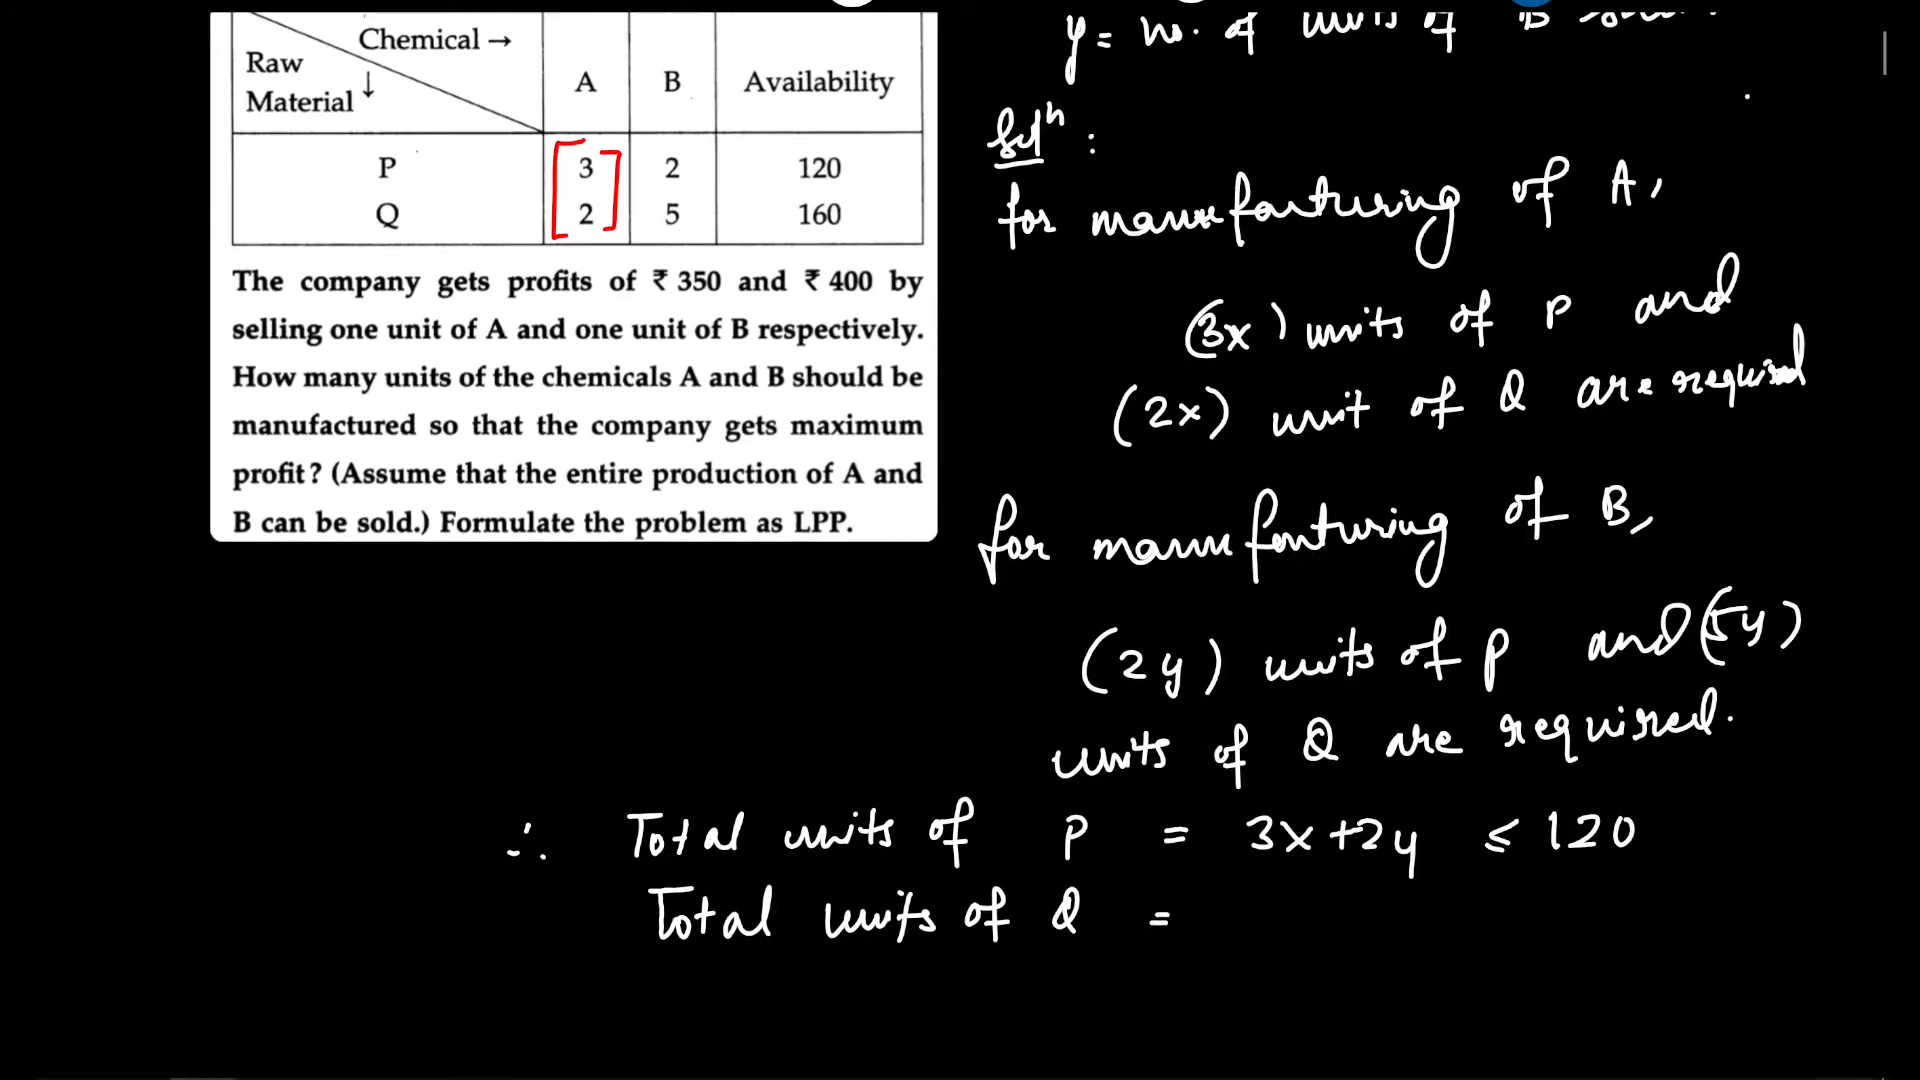 Chemical →
Raw
Material ↓
A B Availability
P 3 2 120
Q 2 5 160
The company gets profits of ₹ 350 and ₹ 400 by
selling one unit of A and one unit of B respectively.
How many units of the chemicals A and B should be
manufactured so that the company gets maximum
profit? (Assume that the entire production of A and
B can be sold.) Formulate the problem as LPP.
y = no. of units of B
Solⁿ :
for manufacturing of A,
(3x) units of P and
(2x) unit of Q are required
for manufacturing of B,
(2y) units of P and (5y)
units of Q are required.
∴ Total units of P = 3x+2y ≤ 120
Total units of Q =